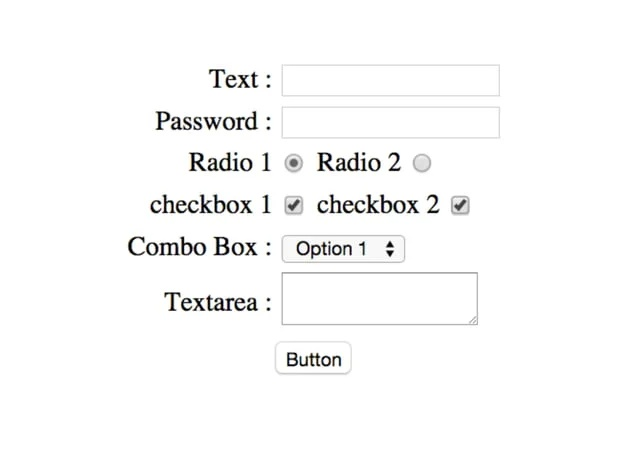 Text :
Password :
Radio 1 Radio 2
checkbox 1 checkbox 2
Combo Box : Option 1
Textarea :
Button